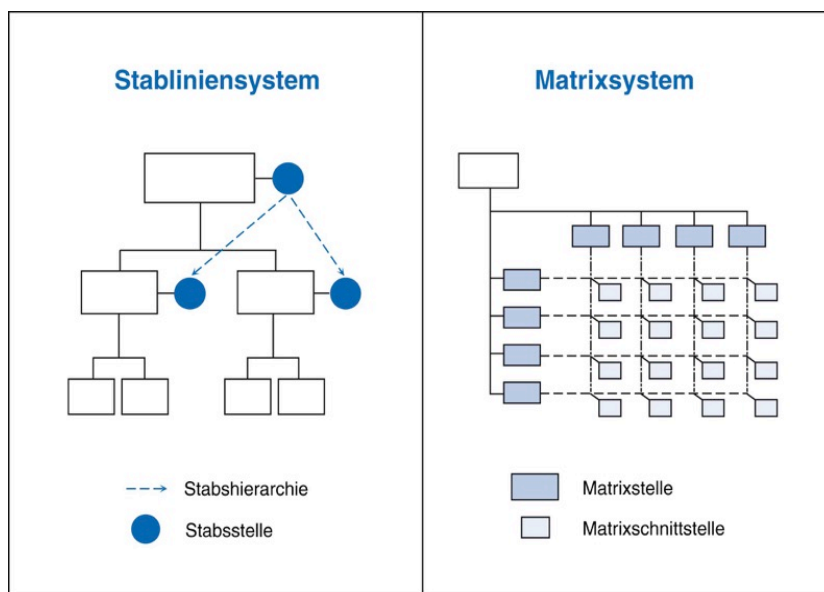 Stabliniensystem
Matrixsystem
Stabshierarchie
Stabsstelle
Matrixstelle
Matrixschnittstelle